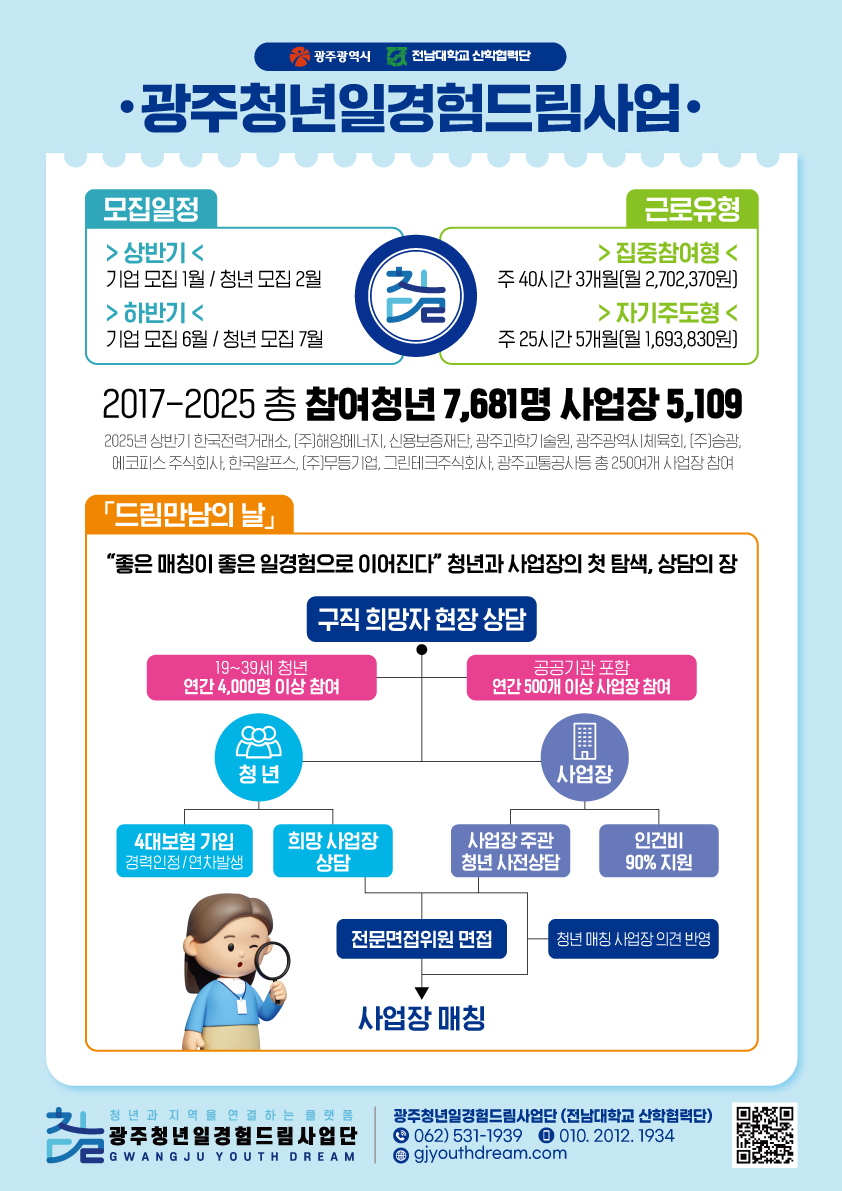 광주광역시 전남대학교 산학협력단
•광주청년일경험드림사업•
모집일정
> 상반기 <
기업 모집 1월 / 청년 모집 2월
> 하반기 <
기업 모집 6월 / 청년 모집 7월
근로유형
> 집중참여형 <
주 40시간 3개월(월 2,702,370원)
> 자기주도형 <
주 25시간 5개월(월 1,693,830원)
2017-2025 총 참여청년 7,681명 사업장 5,109
2025년 상반기 한국전력거래소, (주)해양에너지, 신용보증재단, 광주과학기술원, 광주광역시체육회, (주)승광,
에코피스 주식회사, 한국알프스, (주)무등기업, 그린테크주식회사, 광주교통공사등 총 250여개 사업장 참여
「드림만남의 날」
“좋은 매칭이 좋은 일경험으로 이어진다” 청년과 사업장의 첫 탐색, 상담의 장
구직 희망자 현장 상담
19~39세 청년
연간 4,000명 이상 참여
공공기관 포함
연간 500개 이상 사업장 참여
청 년
사업장
4대보험 가입
경력인정/연차발생
희망 사업장
상담
사업장 주관
청년 사전상담
인건비
90% 지원
전문면접위원 면접
청년 매칭 사업장 의견 반영
사업장 매칭
청년과 지역을 연결하는 플랫폼
광주청년일경험드림사업단
GWANGJU YOUTH DREAM
광주청년일경험드림사업단 (전남대학교 산학협력단)
062) 531-1939 010. 2012. 1934
gjyouthdream.com